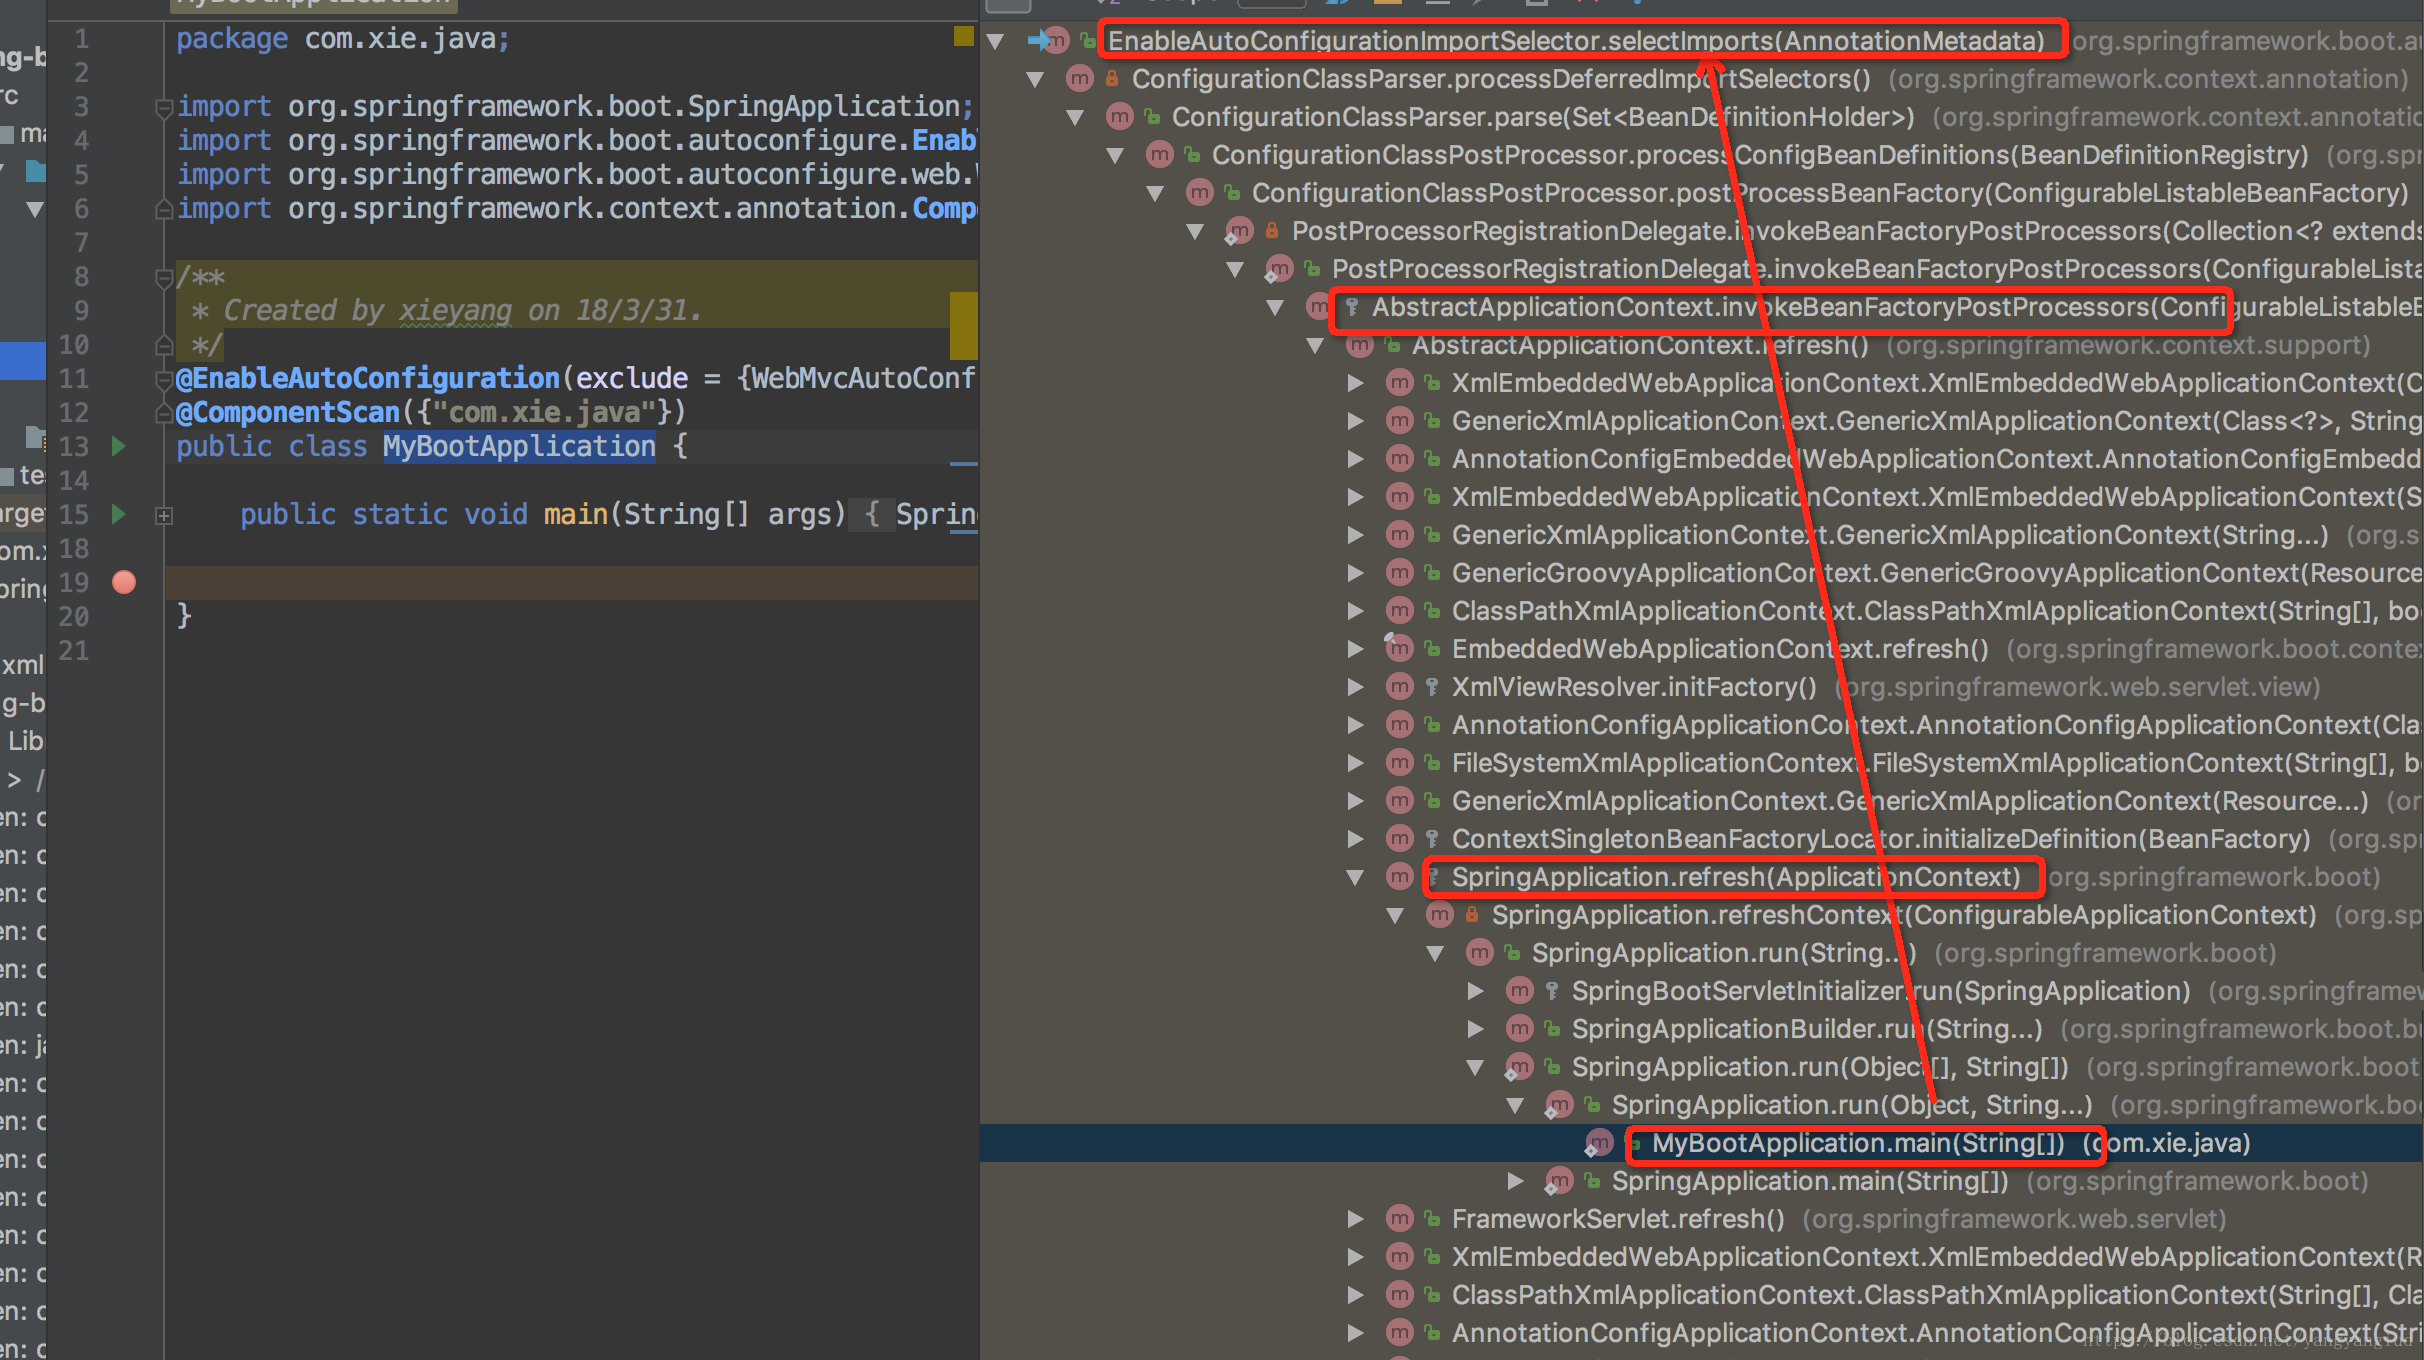 MyBootApplication
1 package com.xie.java;
2
3 import org.springframework.boot.SpringApplication;
4 import org.springframework.boot.autoconfigure.Enab
5 import org.springframework.boot.autoconfigure.web.
6 import org.springframework.context.annotation.Comp
7
8 /**
9 * Created by xieyang on 18/3/31.
10 */
11 @EnableAutoConfiguration(exclude = {WebMvcAutoConf
12 @ComponentScan({"com.xie.java"})
13 public class MyBootApplication {
14
15 public static void main(String[] args) { Sprin
18
19
20 }
21
ng-b
rc
ma
tes
arge
om.x
pring
xml
g-b
Lib
> /
en: c
en: c
en: c
en: c
en: c
en: c
en: ja
en: c
en: c
en: c
en: c
en: c
en: c
en: c
en: c
EnableAutoConfigurationImportSelector.selectImports(AnnotationMetadata) org.springframework.boot.au
ConfigurationClassParser.processDeferredImportSelectors() (org.springframework.context.annotation)
ConfigurationClassParser.parse(Set<BeanDefinitionHolder>) (org.springframework.context.annotatic
ConfigurationClassPostProcessor.processConfigBeanDefinitions(BeanDefinitionRegistry) (org.spr
ConfigurationClassPostProcessor.postProcessBeanFactory(ConfigurableListableBeanFactory)
PostProcessorRegistrationDelegate.invokeBeanFactoryPostProcessors(Collection<? extends
PostProcessorRegistrationDelegate.invokeBeanFactoryPostProcessors(ConfigurableLista
AbstractApplicationContext.invokeBeanFactoryPostProcessors(ConfigurableListableE
AbstractApplicationContext.refresh() (org.springframework.context.support)
XmlEmbeddedWebApplicationContext.XmlEmbeddedWebApplicationContext(C
GenericXmlApplicationContext.GenericXmlApplicationContext(Class<?>, String
AnnotationConfigEmbeddedWebApplicationContext.AnnotationConfigEmbedd
XmlEmbeddedWebApplicationContext.XmlEmbeddedWebApplicationContext(S
GenericXmlApplicationContext.GenericXmlApplicationContext(String...) (org.s
GenericGroovyApplicationContext.GenericGroovyApplicationContext(Resource
ClassPathXmlApplicationContext.ClassPathXmlApplicationContext(String[], boo
EmbeddedWebApplicationContext.refresh() (org.springframework.boot.contex
XmlViewResolver.initFactory() (org.springframework.web.servlet.view)
AnnotationConfigApplicationContext.AnnotationConfigApplicationContext(Clas
FileSystemXmlApplicationContext.FileSystemXmlApplicationContext(String[], b
GenericXmlApplicationContext.GenericXmlApplicationContext(Resource...) (or
ContextSingletonBeanFactoryLocator.initializeDefinition(BeanFactory) (org.spri
SpringApplication.refresh(ApplicationContext) org.springframework.boot)
SpringApplication.refreshContext(ConfigurableApplicationContext) (org.sp
SpringApplication.run(String...) (org.springframework.boot)
SpringBootServletInitializer.run(SpringApplication) (org.springframew
SpringApplicationBuilder.run(String...) (org.springframework.boot.bu
SpringApplication.run(Object[], String[]) (org.springframework.boot
SpringApplication.run(Object, String...) (org.springframework.boo
MyBootApplication.main(String[]) (com.xie.java)
SpringApplication.main(String[]) (org.springframework.boot)
FrameworkServlet.refresh() (org.springframework.web.servlet)
XmlEmbeddedWebApplicationContext.XmlEmbeddedWebApplicationContext(R
ClassPathXmlApplicationContext.ClassPathXmlApplicationContext(String[], Cla
AnnotationConfigApplicationContext.AnnotationConfigApplicationContext(Stri